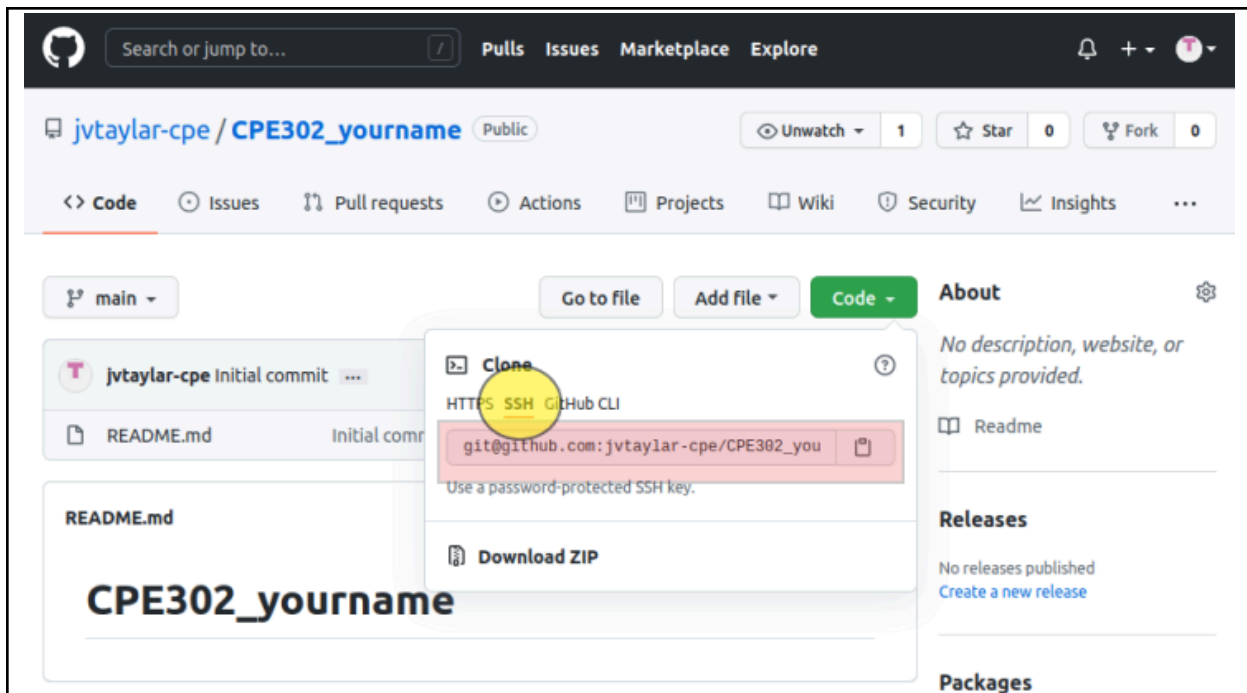 Search or jump to... / Pulls Issues Marketplace Explore
jvtaylar-cpe / CPE302_yourname Public Unwatch 1 Star 0 Fork 0
<> Code Issues Pull requests Actions Projects Wiki Security Insights ...
main Go to file Add file Code
jvtaylar-cpe Initial commit ...
README.md Initial comm
README.md
CPE302_yourname
Clone
HTTPS SSH GitHub CLI
git@github.com:jvtaylar-cpe/CPE302_you
Use a password-protected SSH key.
Download ZIP
About
No description, website, or
topics provided.
Readme
Releases
No releases published
Create a new release
Packages